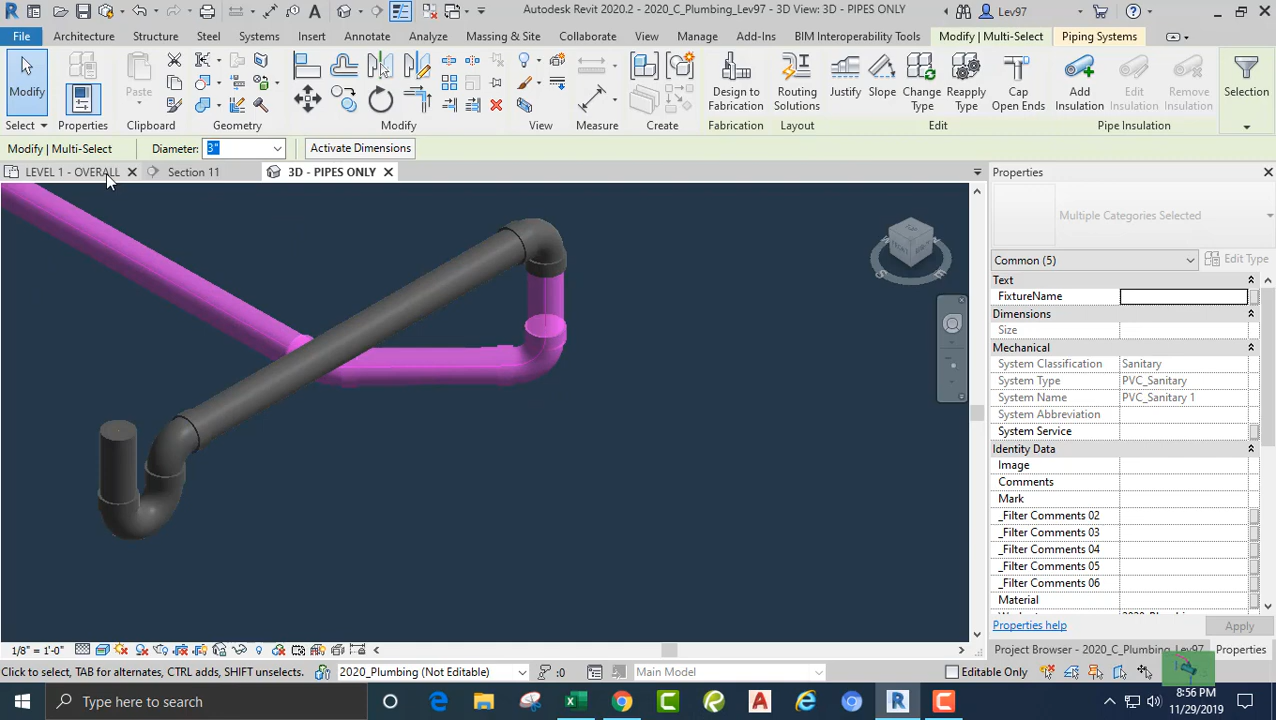 Autodesk Revit 2020.2 - 2020_C_Plumbing_Lev97 - 3D View: 3D - PIPES ONLY
Lev97
File Architecture Structure Steel Systems Insert Annotate Analyze Massing & Site Collaborate View Manage Add-Ins BIM Interoperability Tools Modify | Multi-Select Piping Systems
Modify Paste Design to Fabrication Routing Solutions Justify Slope Change Type Reapply Type Cap Open Ends Add Insulation Edit Insulation Remove Insulation Selection
Select Properties Clipboard Geometry Modify View Measure Create Fabrication Layout Edit Pipe Insulation
Modify | Multi-Select Diameter: 3" Activate Dimensions
LEVEL 1 - OVERALL Section 11 3D - PIPES ONLY
Properties
Multiple Categories Selected
Common (5) Edit Type
Text
FixtureName
Dimensions
Size
Mechanical
System Classification Sanitary
System Type PVC_Sanitary
System Name PVC_Sanitary 1
System Abbreviation
System Service
Identity Data
Image
Comments
Mark
_Filter Comments 02
_Filter Comments 03
_Filter Comments 04
_Filter Comments 05
_Filter Comments 06
Material
Properties help Apply
1/8" = 1'-0"
Project Browser - 2020_C_Plumbing_Lev97 Properties
Click to select, TAB for alternates, CTRL adds, SHIFT unselects. 2020_Plumbing (Not Editable) :0 Main Model Editable Only
Type here to search
8:56 PM
11/29/2019